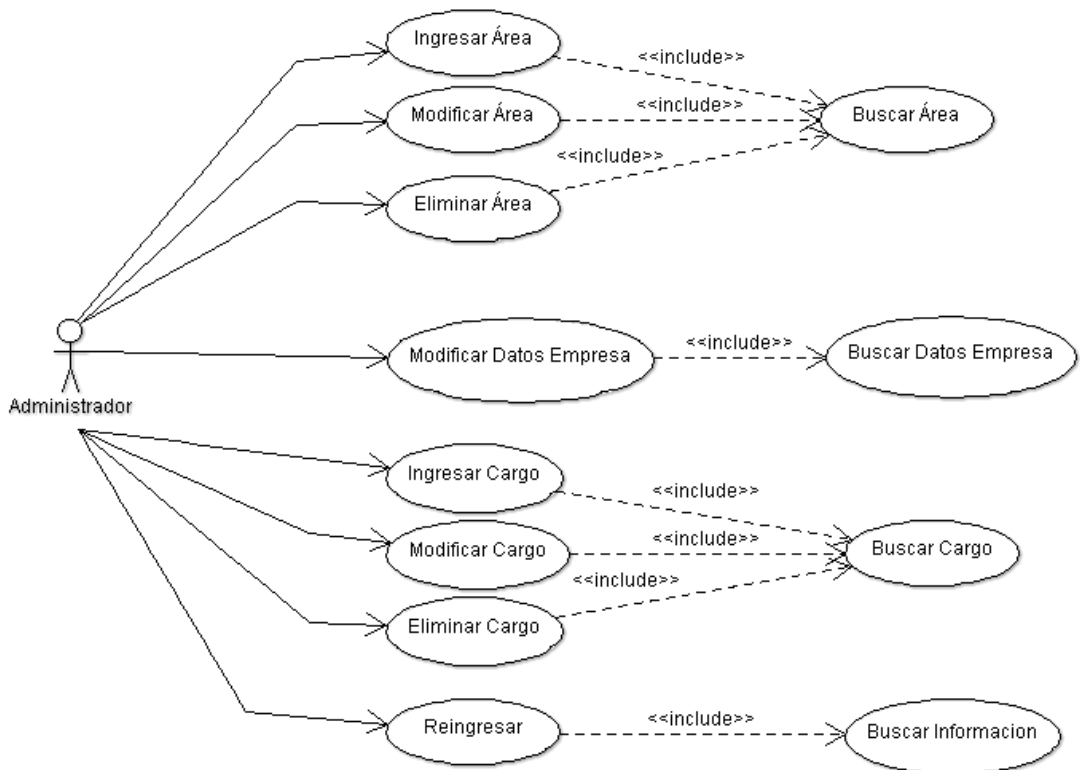 Ingresar Área
<<include>>
Modificar Área
<<include>>
Buscar Área
<<include>>
Eliminar Área
Modificar Datos Empresa
<<include>>
Buscar Datos Empresa
Administrador
Ingresar Cargo
<<include>>
Modificar Cargo
<<include>>
Buscar Cargo
<<include>>
Eliminar Cargo
Reingresar
<<include>>
Buscar Informacion